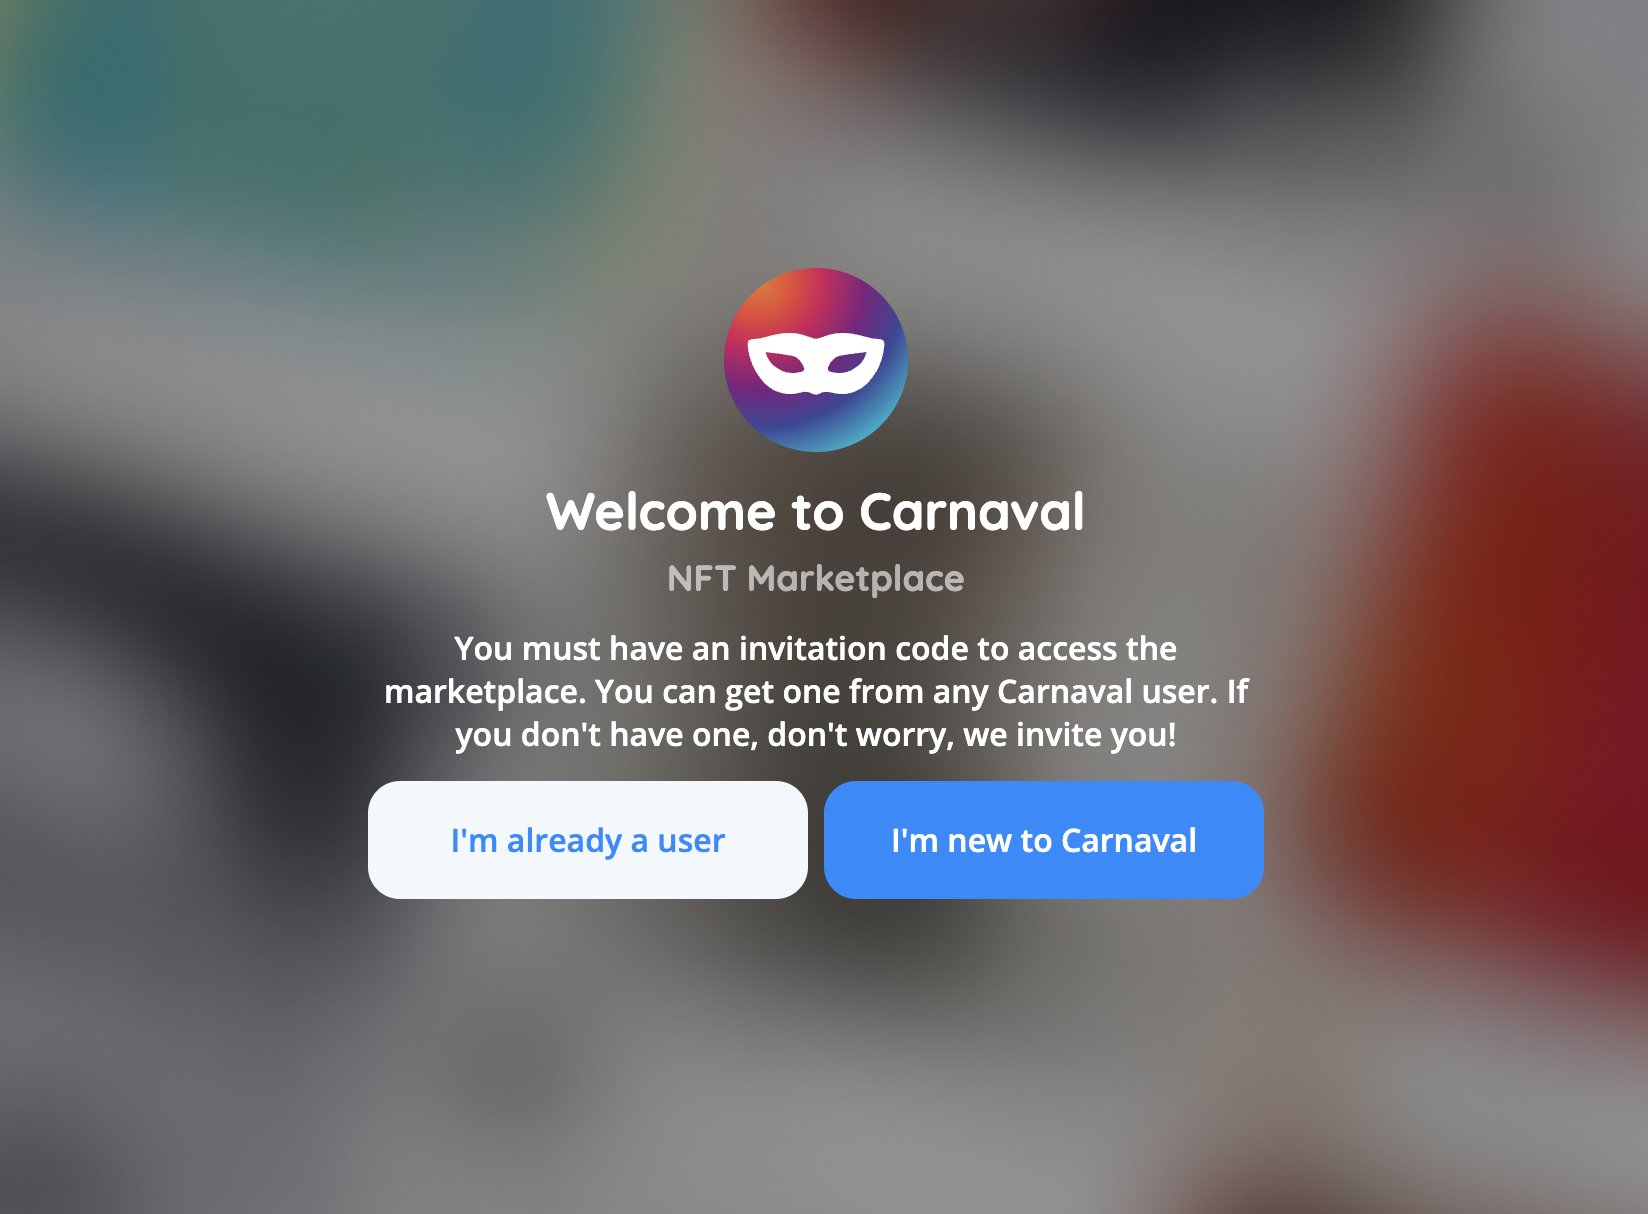 Welcome to Carnaval
NFT Marketplace
You must have an invitation code to access the
marketplace. You can get one from any Carnaval user. If
you don't have one, don't worry, we invite you!
I'm already a user
I'm new to Carnaval